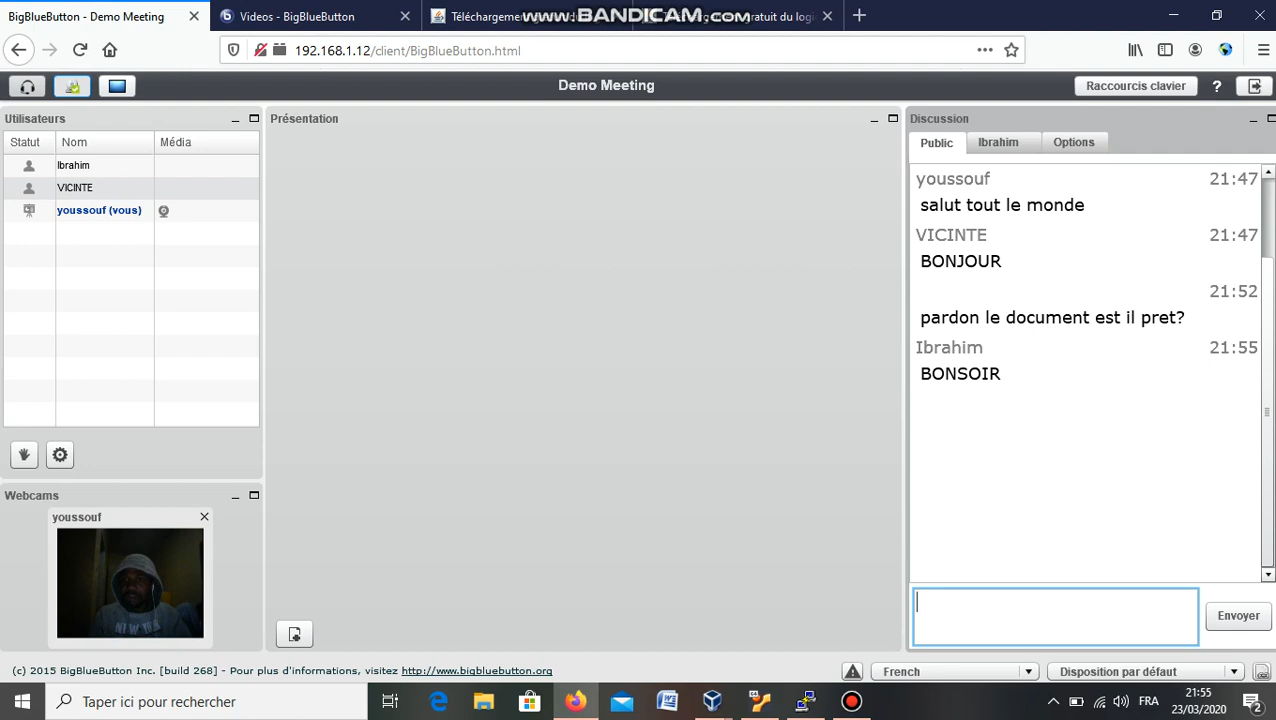 BigBlueButton - Demo Meeting
Videos - BigBlueButton
Téléchargement
www.BANDICAM.com
gratuit du logi
192.168.1.12/client/BigBlueButton.html
Demo Meeting
Raccourcis clavier
?
Utilisateurs
Statut Nom Média
Ibrahim
VICINTE
youssouf (vous)
Webcams
youssouf
NEW YORK
Présentation
Discussion
Public Ibrahim Options
youssouf 21:47
salut tout le monde
VICINTE 21:47
BONJOUR
21:52
pardon le document est il pret?
Ibrahim 21:55
BONSOIR
Envoyer
(c) 2015 BigBlueButton Inc. [build 268] - Pour plus d'informations, visitez http://www.bigbluebutton.org
French
Disposition par défaut
Taper ici pour rechercher
FRA
21:55
23/03/2020
2